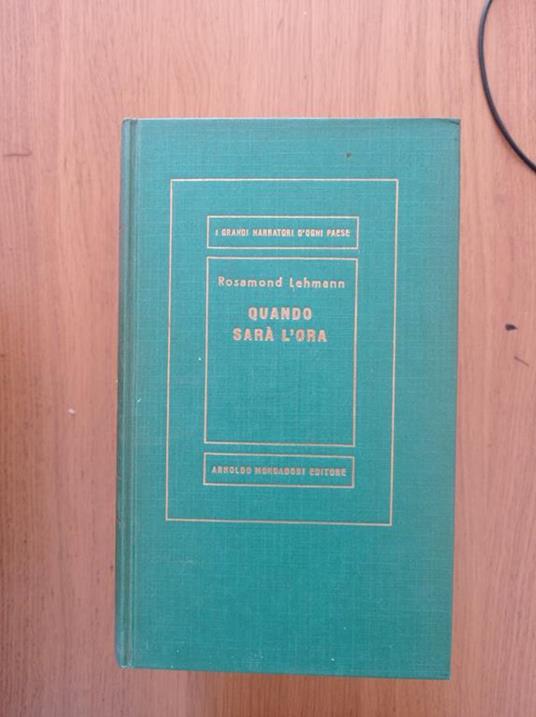 I GRANDI NARRATORI D'OGNI PAESE
Rosamond Lehmann
QUANDO
SARÀ L'ORA
ARNOLDO MONDADORI EDITORE